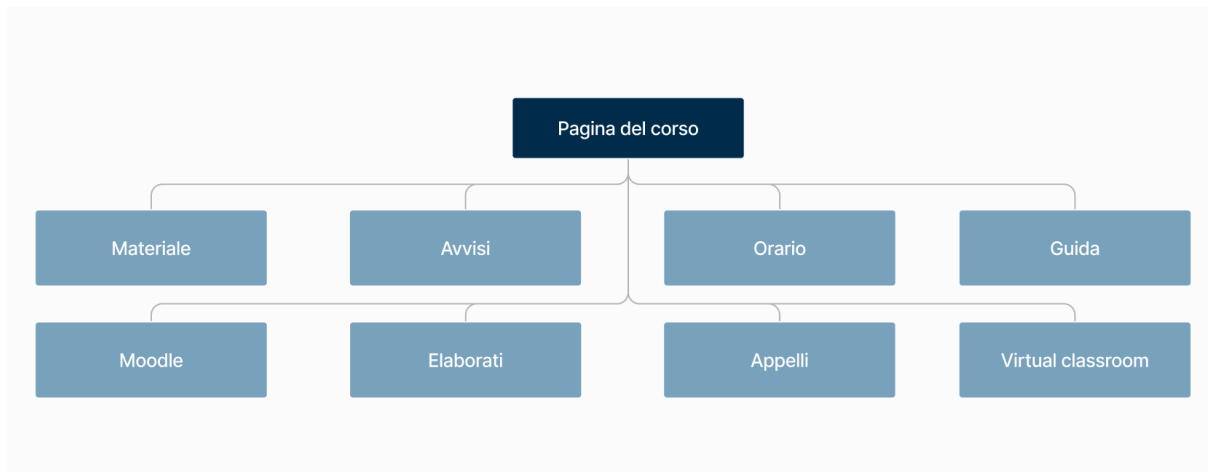 Pagina del corso
Materiale
Avvisi
Orario
Guida
Moodle
Elaborati
Appelli
Virtual classroom